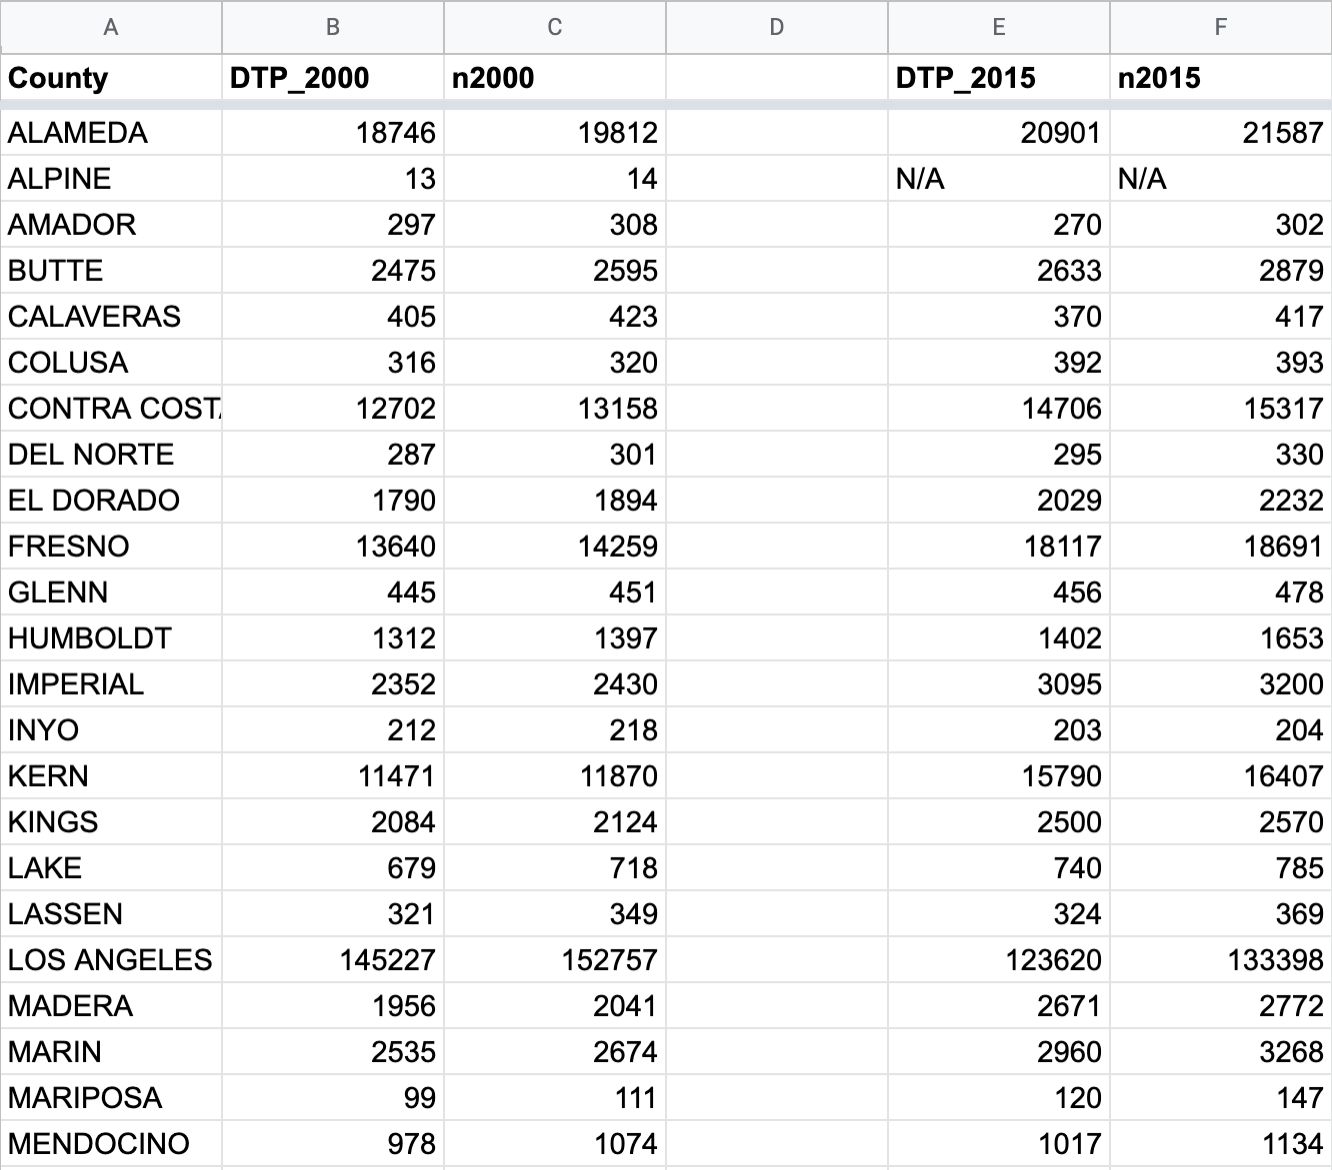 A B C D E F
County DTP_2000 n2000 DTP_2015 n2015
ALAMEDA 18746 19812 20901 21587
ALPINE 13 14 N/A N/A
AMADOR 297 308 270 302
BUTTE 2475 2595 2633 2879
CALAVERAS 405 423 370 417
COLUSA 316 320 392 393
CONTRA COST 12702 13158 14706 15317
DEL NORTE 287 301 295 330
EL DORADO 1790 1894 2029 2232
FRESNO 13640 14259 18117 18691
GLENN 445 451 456 478
HUMBOLDT 1312 1397 1402 1653
IMPERIAL 2352 2430 3095 3200
INYO 212 218 203 204
KERN 11471 11870 15790 16407
KINGS 2084 2124 2500 2570
LAKE 679 718 740 785
LASSEN 321 349 324 369
LOS ANGELES 145227 152757 123620 133398
MADERA 1956 2041 2671 2772
MARIN 2535 2674 2960 3268
MARIPOSA 99 111 120 147
MENDOCINO 978 1074 1017 1134